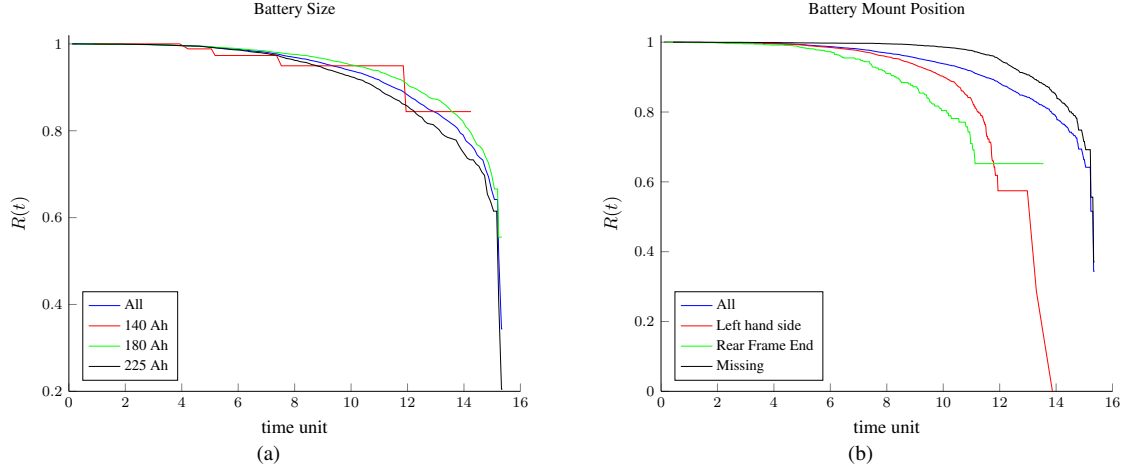 Battery Size
1
0.8
R(t)
0.6
0.4
0.2
0 2 4 6 8 10 12 14 16
time unit
All
140 Ah
180 Ah
225 Ah
(a)
Battery Mount Position
1
0.8
R(t)
0.6
0.4
0.2
0
0 2 4 6 8 10 12 14 16
time unit
All
Left hand side
Rear Frame End
Missing
(b)